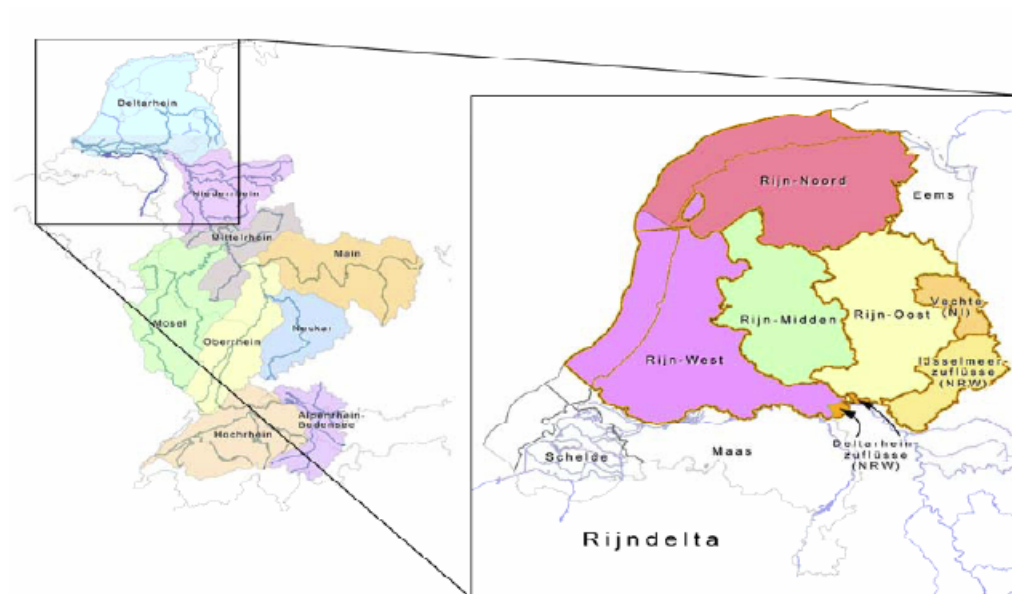 Deltarhein
Niederrhein
Mittelrhein
Main
Mosel
Oberrhein
Neckar
Alpenrhein-
Bodensee
Hochrhein
Rijn-Noord
Eems
Vechte
(NI)
Rijn-Midden
Rijn-Oost
Rijn-West
IJsselmeer-
zuflüsse
(NRW)
Deltarhein-
zuflüsse
(NRW)
Maas
Schelde
Rijndelta